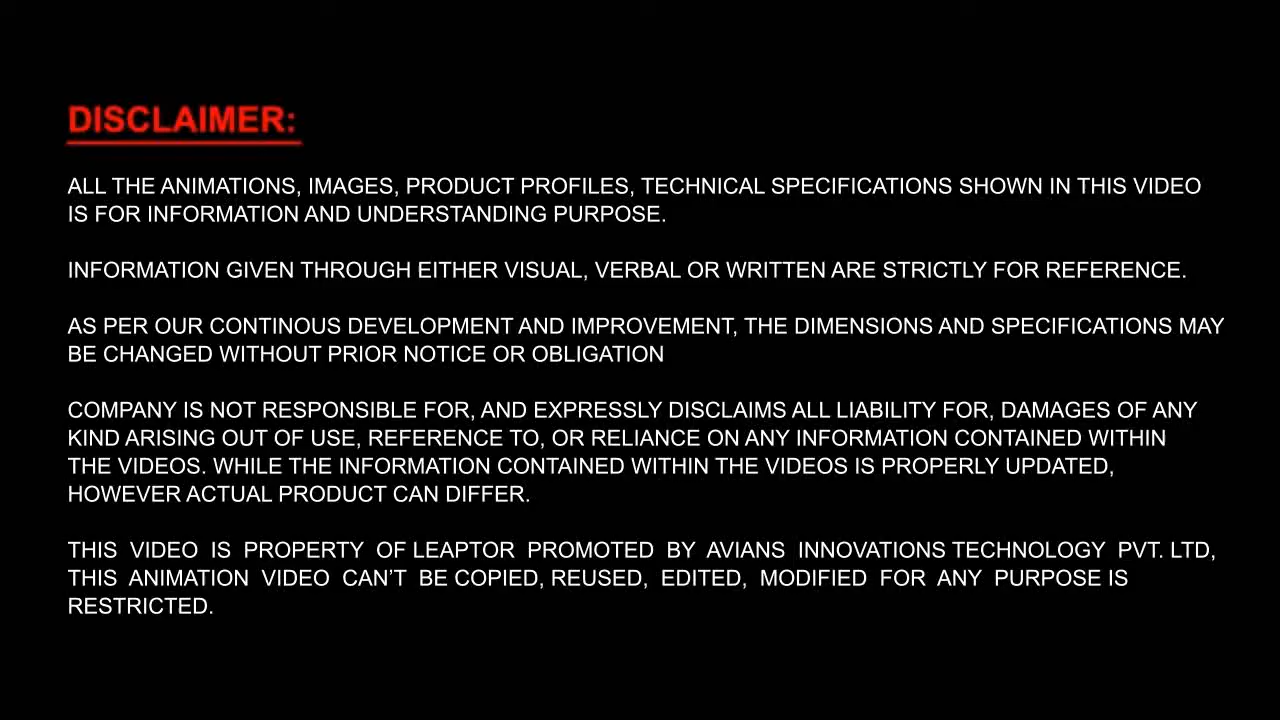 DISCLAIMER:
ALL THE ANIMATIONS, IMAGES, PRODUCT PROFILES, TECHNICAL SPECIFICATIONS SHOWN IN THIS VIDEO
IS FOR INFORMATION AND UNDERSTANDING PURPOSE.
INFORMATION GIVEN THROUGH EITHER VISUAL, VERBAL OR WRITTEN ARE STRICTLY FOR REFERENCE.
AS PER OUR CONTINOUS DEVELOPMENT AND IMPROVEMENT, THE DIMENSIONS AND SPECIFICATIONS MAY
BE CHANGED WITHOUT PRIOR NOTICE OR OBLIGATION
COMPANY IS NOT RESPONSIBLE FOR, AND EXPRESSLY DISCLAIMS ALL LIABILITY FOR, DAMAGES OF ANY
KIND ARISING OUT OF USE, REFERENCE TO, OR RELIANCE ON ANY INFORMATION CONTAINED WITHIN
THE VIDEOS. WHILE THE INFORMATION CONTAINED WITHIN THE VIDEOS IS PROPERLY UPDATED,
HOWEVER ACTUAL PRODUCT CAN DIFFER.
THIS VIDEO IS PROPERTY OF LEAPTOR PROMOTED BY AVIANS INNOVATIONS TECHNOLOGY PVT. LTD,
THIS ANIMATION VIDEO CAN’T BE COPIED, REUSED, EDITED, MODIFIED FOR ANY PURPOSE IS
RESTRICTED.